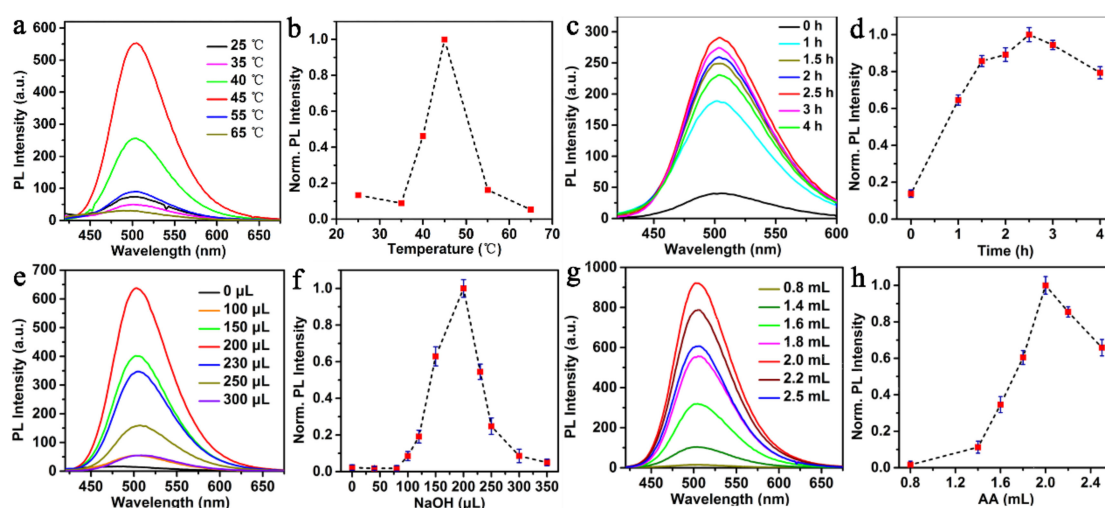 a
600
500
400
300
200
100
0
PL Intensity (a.u.)
450 500 550 600 650
Wavelength (nm)
25 ℃
35 ℃
40 ℃
45 ℃
55 ℃
65 ℃
b
1.0
0.8
0.6
0.4
0.2
0.0
Norm. PL Intensity
20 30 40 50 60 70
Temperature (℃)
c
300
250
200
150
100
50
0
PL Intensity (a.u.)
450 500 550 600
Wavelength (nm)
0 h
1 h
1.5 h
2 h
2.5 h
3 h
4 h
d
1.0
0.8
0.6
0.4
0.2
0.0
Norm. PL Intensity
0 1 2 3 4
Time (h)
e
700
600
500
400
300
200
100
0
PL Intensity (a.u.)
450 500 550 600 650
Wavelength (nm)
0 µL
100 µL
150 µL
200 µL
230 µL
250 µL
300 µL
f
1.0
0.8
0.6
0.4
0.2
0.0
Norm. PL Intensity
0 50 100 150 200 250 300 350
NaOH (µL)
g
1000
800
600
400
200
0
PL Intensity (a.u.)
450 500 550 600 650
Wavelength (nm)
0.8 mL
1.4 mL
1.6 mL
1.8 mL
2.0 mL
2.2 mL
2.5 mL
h
1.0
0.8
0.6
0.4
0.2
0.0
Norm. PL Intensity
0.8 1.2 1.6 2.0 2.4
AA (mL)